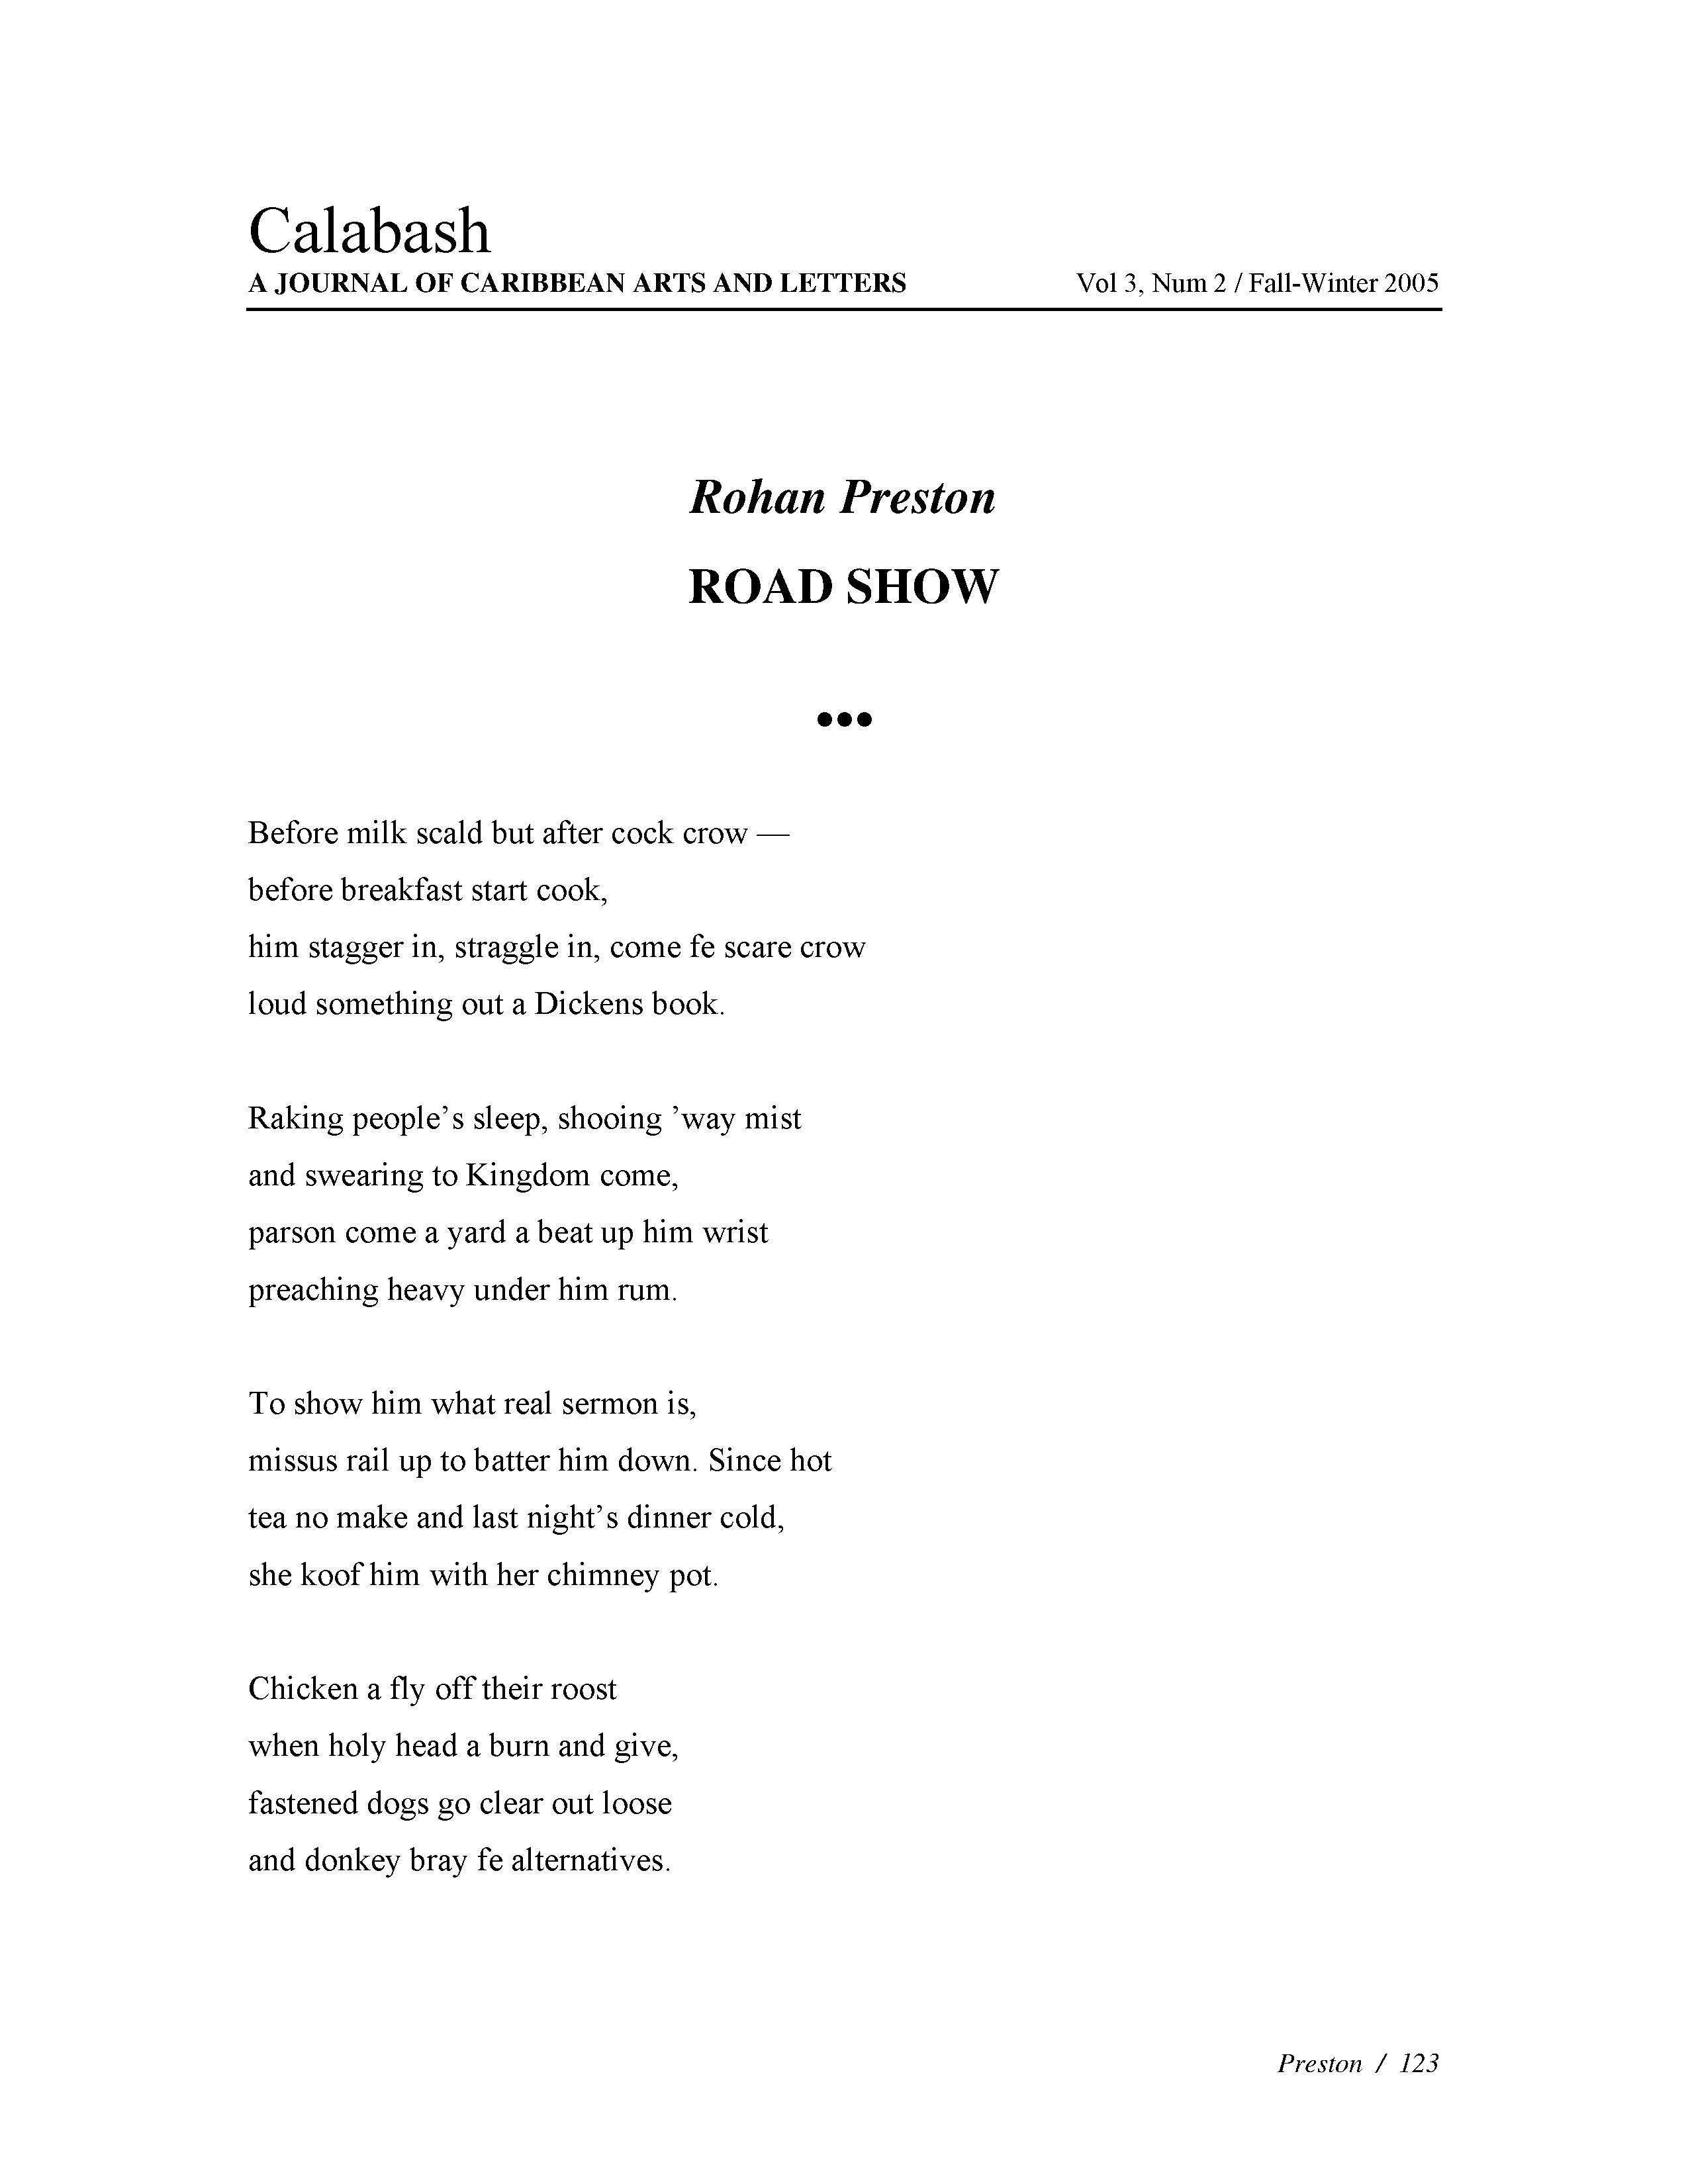 Calabash
A JOURNAL OF CARIBBEAN ARTS AND LETTERS Vol 3, Num 2 / Fall-Winter 2005
Rohan Preston
ROAD SHOW
•••
Before milk scald but after cock crow —
before breakfast start cook,
him stagger in, straggle in, come fe scare crow
loud something out a Dickens book.
Raking people’s sleep, shooing ’way mist
and swearing to Kingdom come,
parson come a yard a beat up him wrist
preaching heavy under him rum.
To show him what real sermon is,
missus rail up to batter him down. Since hot
tea no make and last night’s dinner cold,
she koof him with her chimney pot.
Chicken a fly off their roost
when holy head a burn and give,
fastened dogs go clear out loose
and donkey bray fe alternatives.
Preston / 123